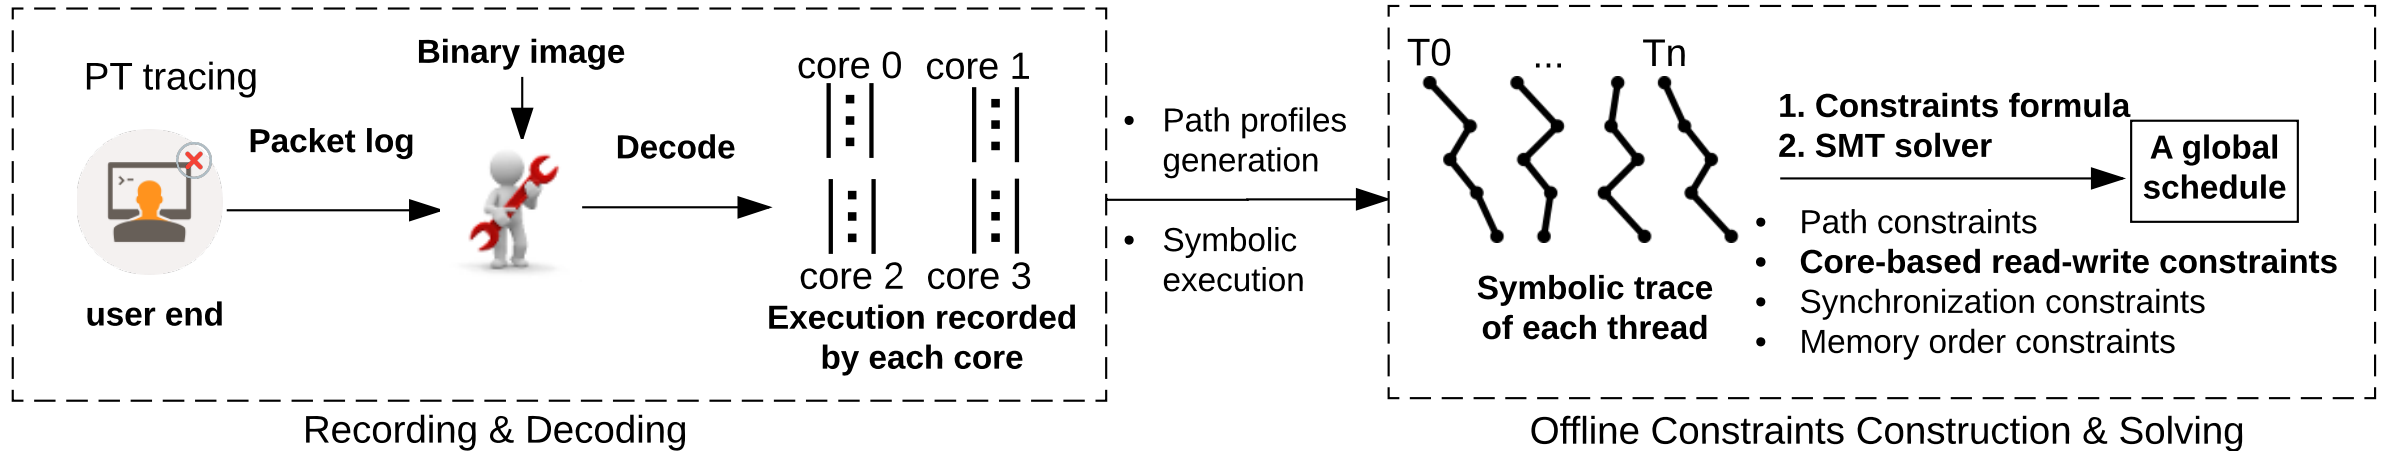 PT tracing
Binary image
Packet log
Decode
user end
core 0 core 1
core 2 core 3
Execution recorded
by each core
Recording & Decoding
• Path profiles
generation
• Symbolic
execution
T0 ... Tn
Symbolic trace
of each thread
1. Constraints formula
2. SMT solver
A global
schedule
• Path constraints
• Core-based read-write constraints
• Synchronization constraints
• Memory order constraints
Offline Constraints Construction & Solving